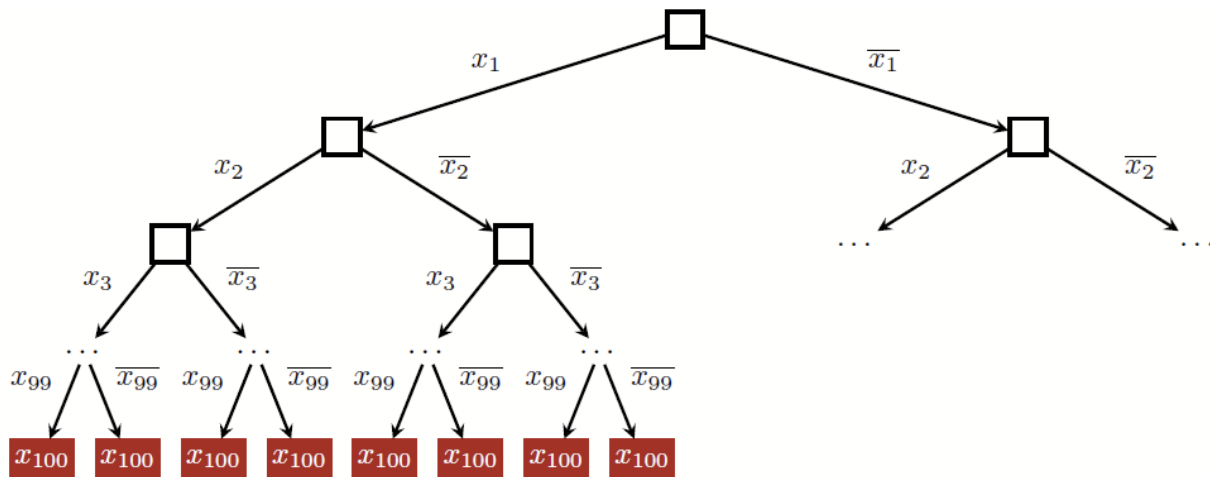 x₁ x̅₁
x₂ x̅₂ x₂ x̅₂
... ...
x₃ x̅₃ x₃ x̅₃
... ... ... ...
x₉₉ x̅₉₉ x₉₉ x̅₉₉ x₉₉ x̅₉₉ x₉₉ x̅₉₉
x₁₀₀ x₁₀₀ x₁₀₀ x₁₀₀ x₁₀₀ x₁₀₀ x₁₀₀ x₁₀₀